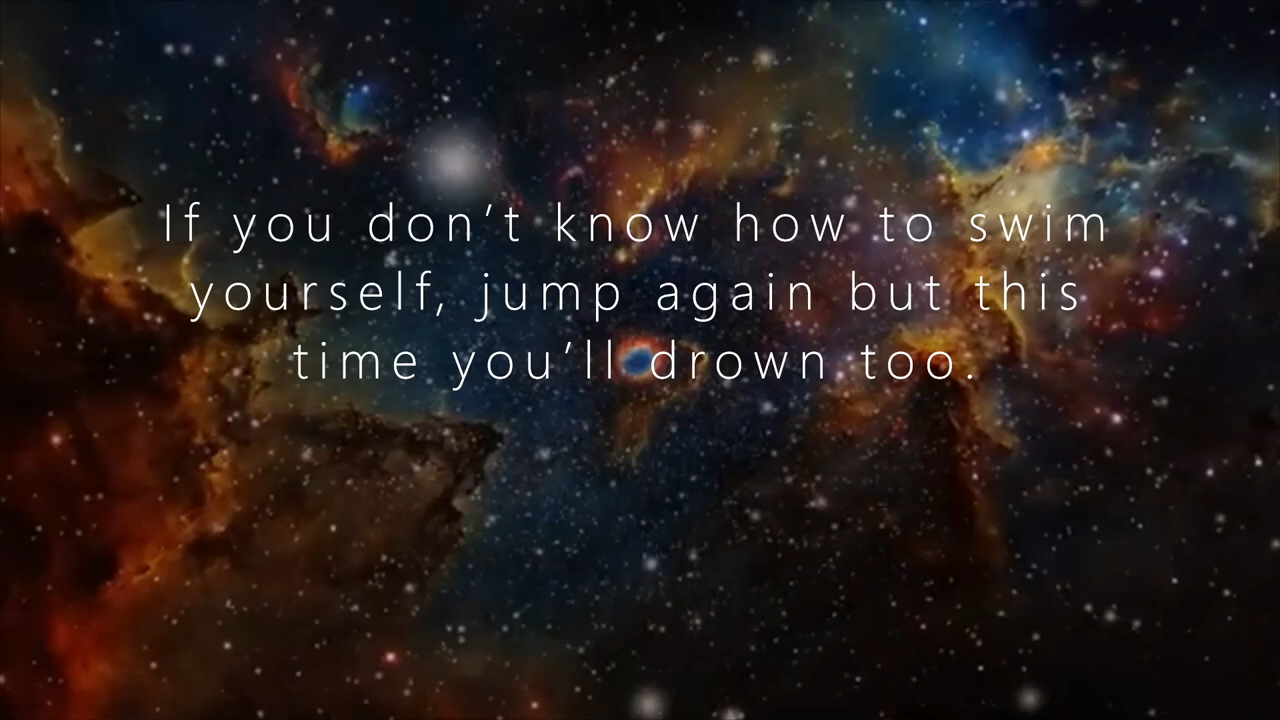 If you don’t know how to swim
yourself, jump again but this
time you’ll drown too.